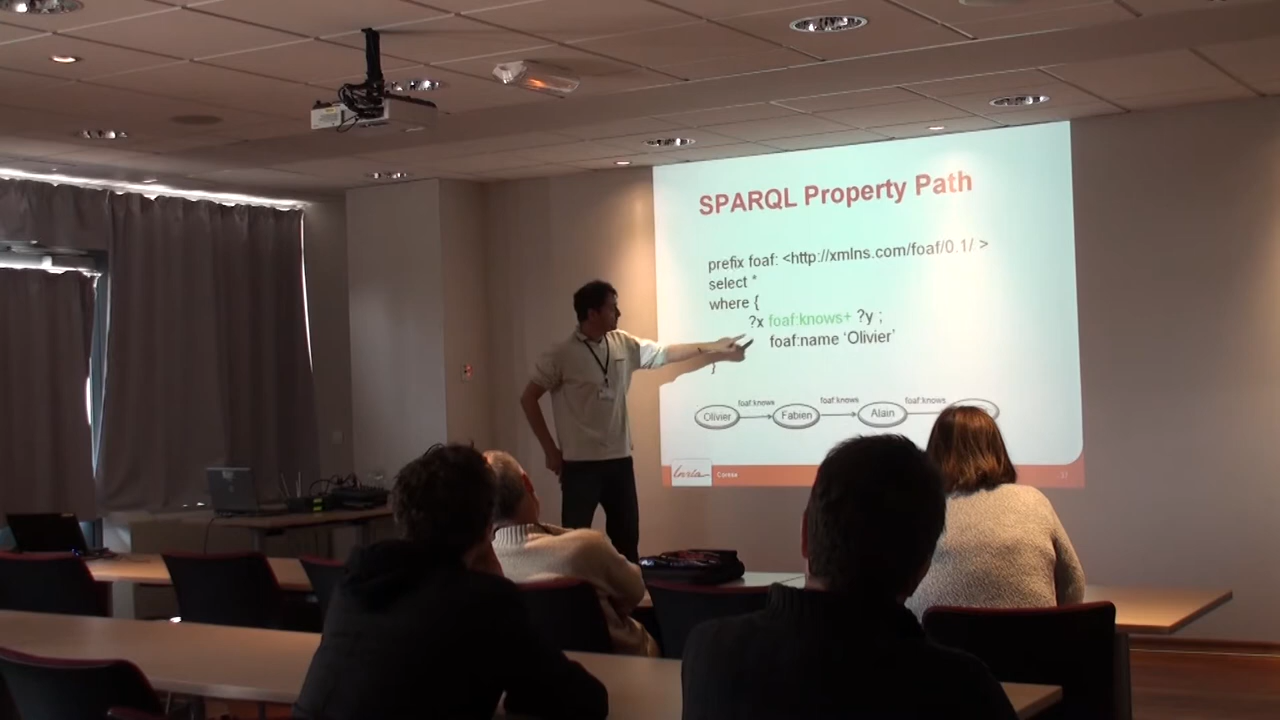 SPARQL Property Path
prefix foaf: <http://xmlns.com/foaf/0.1/ >
select *
where {
?x foaf:knows+ ?y ;
foaf:name ‘Olivier’
}
foaf:knows foaf:knows foaf:knows
Olivier Fabien Alain
Inria